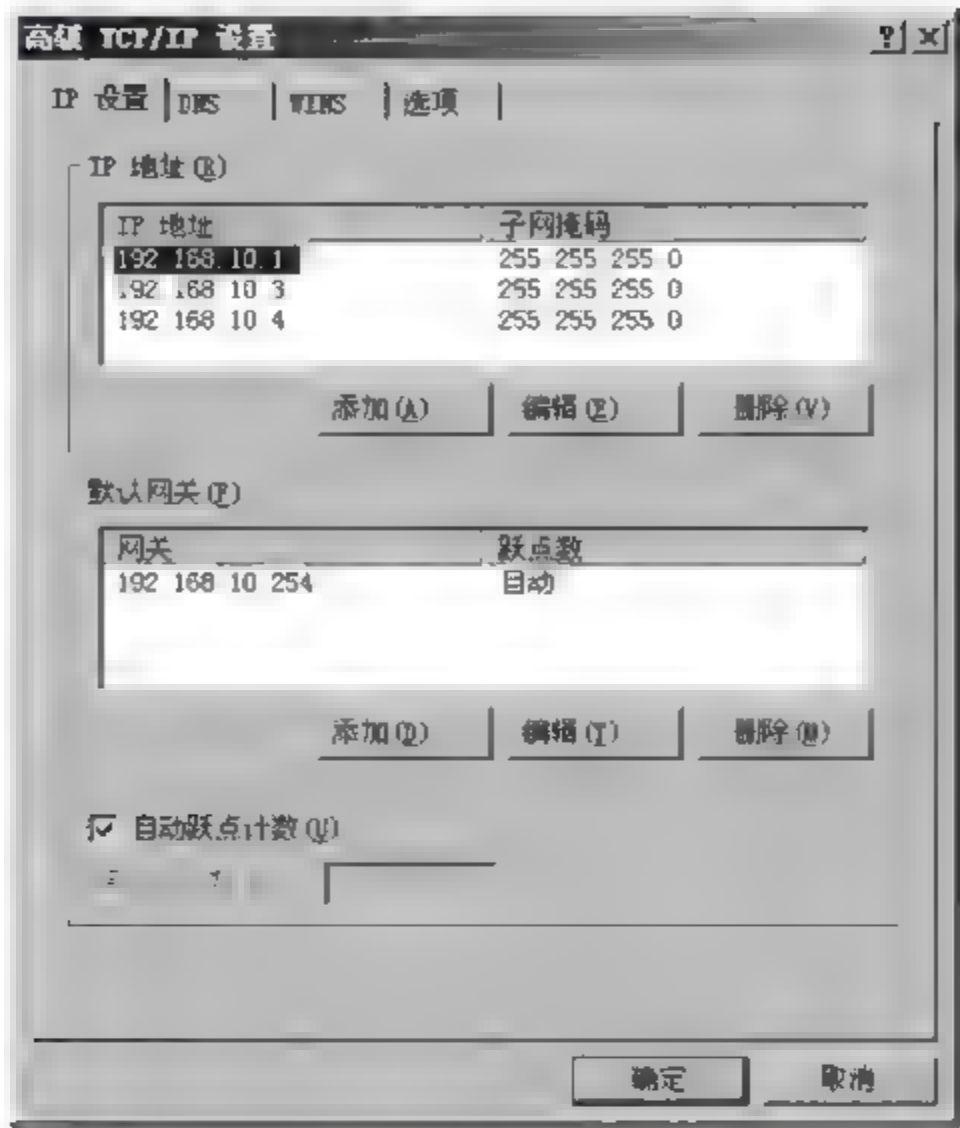 高级 TCP/IP 设置
IP 设置 DNS WINS 选项
IP 地址(R)
IP 地址 子网掩码
192.168.10.1 255 255 255 0
192 168 10 3 255 255 255 0
192 168 10 4 255 255 255 0
添加(A) 编辑(E) 删除(V)
默认网关(F)
网关 跃点数
192 168 10 254 自动
添加(D) 编辑(T) 删除(M)
自动跃点计数(U)
确定 取消